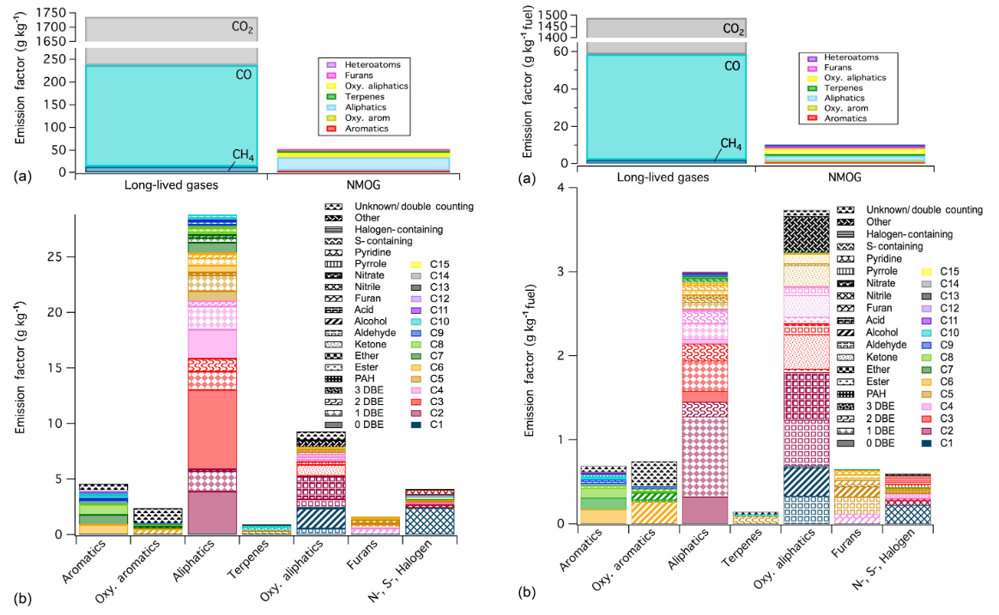 1750
1700
1650
250
200
150
100
50
0
Emission factor (g kg⁻¹)
CO₂
CO
CH₄
Heteroatoms
Furans
Oxy. aliphatics
Terpenes
Aliphatics
Oxy. arom
Aromatics
(a)
Long-lived gases
NMOG
1500
1450
1400
60
40
20
0
Emission factor (g kg⁻¹ fuel)
CO₂
CO
CH₄
Heteroatoms
Furans
Oxy. aliphatics
Terpenes
Aliphatics
Oxy. arom
Aromatics
(a)
Long-lived gases
NMOG
25
20
15
10
5
0
Emission factor (g kg⁻¹)
Unknown/double counting
Other
Halogen-containing
S-containing
Pyridine
Pyrrole C15
Nitrate C14
Nitrile C13
Furan C12
Acid C11
Alcohol C10
Aldehyde C9
Ketone C8
Ether C7
Ester C6
PAH C5
3 DBE C4
2 DBE C3
1 DBE C2
0 DBE C1
Aromatics
Oxy. aromatics
Aliphatics
Terpenes
Oxy. aliphatics
Furans
N-, S-, Halogen
(b)
4
3
2
1
0
Emission factor (g kg⁻¹ fuel)
Unknown/double counting
Other
Halogen-containing
S-containing
Pyridine
Pyrrole C15
Nitrate C14
Nitrile C13
Furan C12
Acid C11
Alcohol C10
Aldehyde C9
Ketone C8
Ether C7
Ester C6
PAH C5
3 DBE C4
2 DBE C3
1 DBE C2
0 DBE C1
Aromatics
Oxy. aromatics
Aliphatics
Terpenes
Oxy. aliphatics
Furans
N-, S-, Halogen
(b)